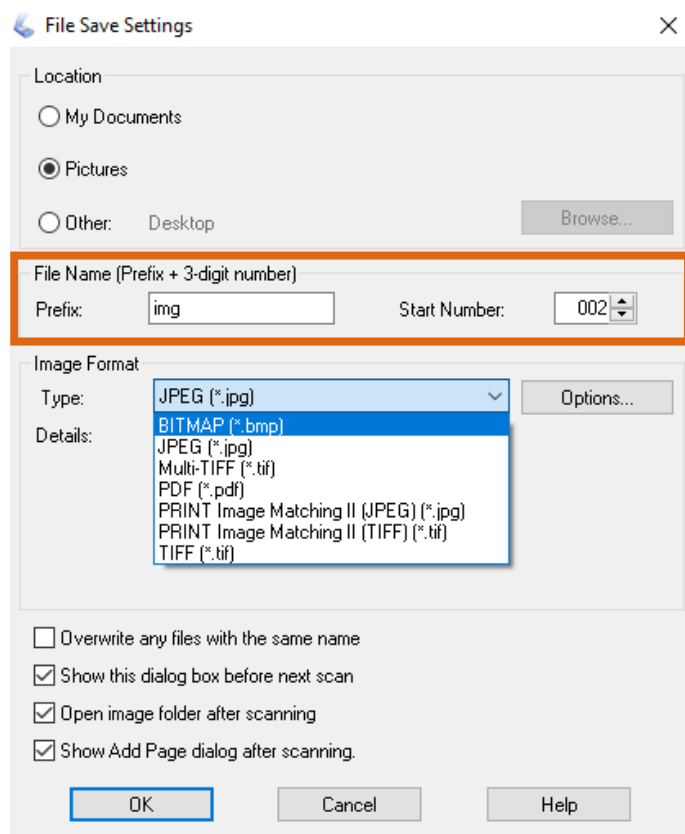 File Save Settings
Location
My Documents
Pictures
Other: Desktop Browse...
File Name (Prefix + 3-digit number)
Prefix: img Start Number: 002
Image Format
Type: JPEG (*.jpg) Options...
Details: BITMAP (*.bmp)
JPEG (*.jpg)
Multi-TIFF (*.tif)
PDF (*.pdf)
PRINT Image Matching II (JPEG) (*.jpg)
PRINT Image Matching II (TIFF) (*.tif)
TIFF (*.tif)
Overwrite any files with the same name
Show this dialog box before next scan
Open image folder after scanning
Show Add Page dialog after scanning.
OK Cancel Help